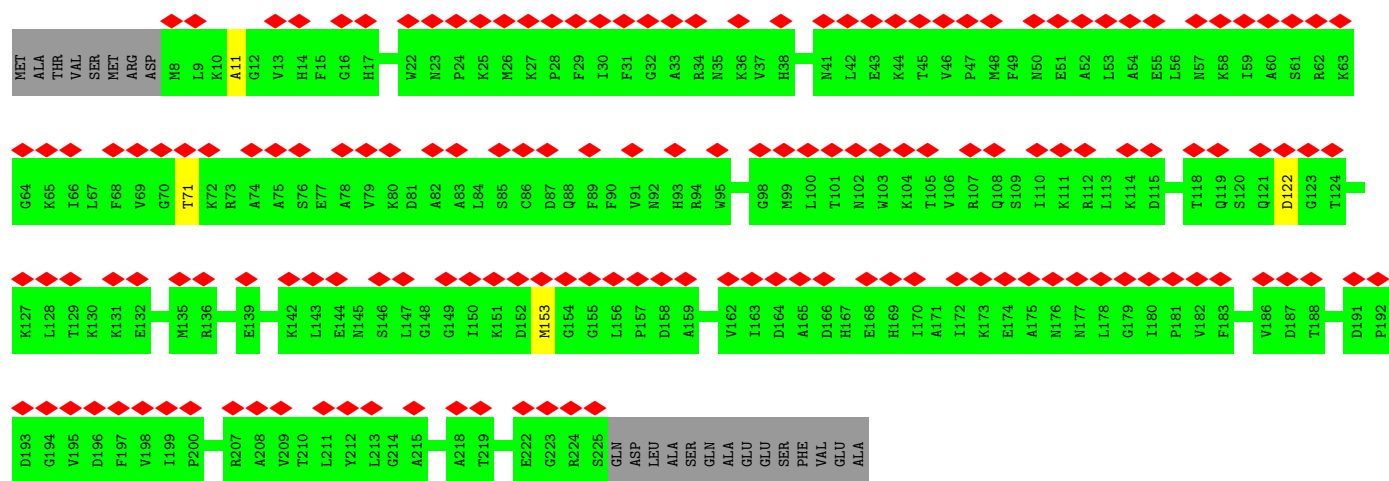 MET ALA THR VAL SER MET ARG ASP M8 L9 K10 A11 G12 V13 H14 F15 G16 H17 W22 N23 P24 K25 M26 K27 P28 F29 I30 F31 G32 A33 R34 N35 K36 V37 H38 N41 L42 E43 K44 T45 V46 P47 M48 F49 N50 E51 A52 L53 A54 E55 L56 N57 K58 I59 A60 S61 R62 K63
G64 K65 I66 L67 F68 V69 G70 T71 K72 R73 A74 A75 S76 E77 A78 V79 K80 D81 A82 A83 L84 S85 C86 D87 Q88 F89 F90 V91 N92 H93 R94 W95 G98 M99 L100 T101 N102 W103 K104 T105 V106 R107 Q108 S109 I110 K111 R112 L113 K114 D115 T118 Q119 S120 Q121 D122 G123 T124
K127 L128 T129 K130 K131 E132 M135 R136 E139 K142 L143 E144 N145 S146 L147 G148 G149 I150 K151 D152 M153 G154 G155 L156 P157 D158 A159 V162 I163 D164 A165 D166 H167 E168 H169 I170 A171 I172 K173 E174 A175 N176 N177 L178 G179 I180 P181 V182 F183 V186 D187 T188 D191 P192
D193 G194 V195 D196 F197 V198 I199 P200 R207 A208 V209 T210 L211 Y212 L213 G214 A215 A218 T219 E222 G223 R224 S225 GLN ASP LEU ALA SER GLN ALA GLU GLU SER PHE VAL GLU ALA